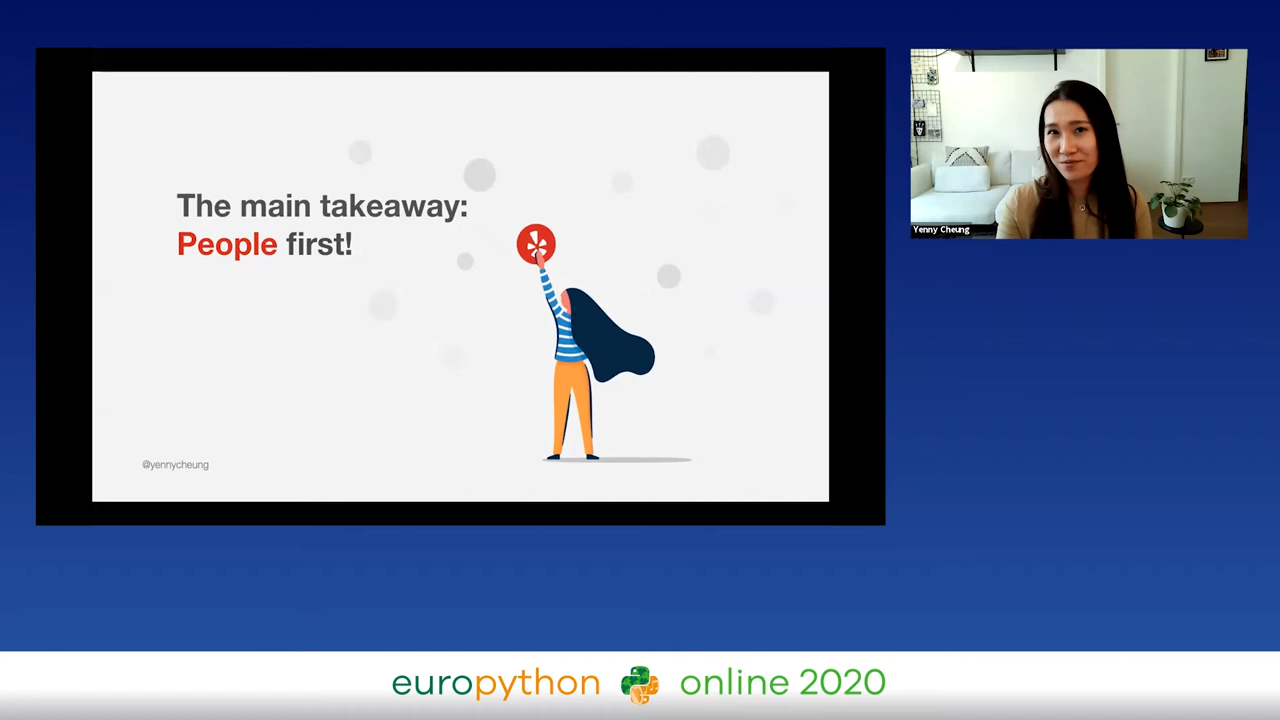 The main takeaway:
People first!
@yennycheung
Yenny Cheung
europython online 2020